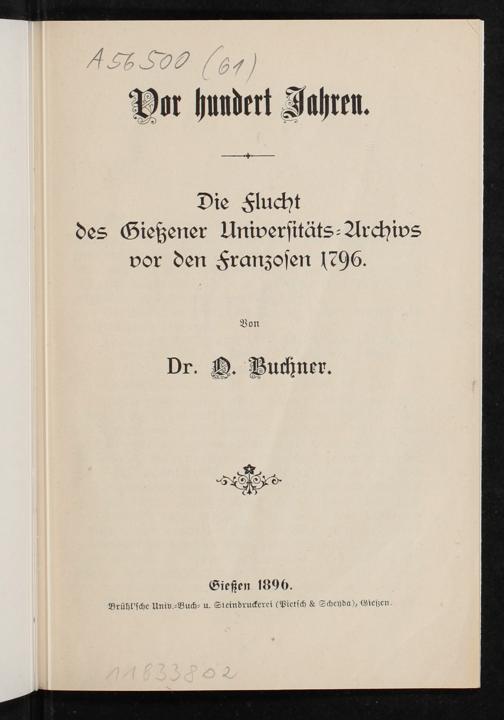 A56500 (61)
Vor hundert Jahren.
Die Flucht
des Gießener Universitäts-Archivs
vor den Franzosen 1796.
Von
Dr. O. Buchner.
Gießen 1896.
Brühl'sche Univ.-Buch- u. Steindruckerei (Pietsch & Scheyda), Gießen.
11833802